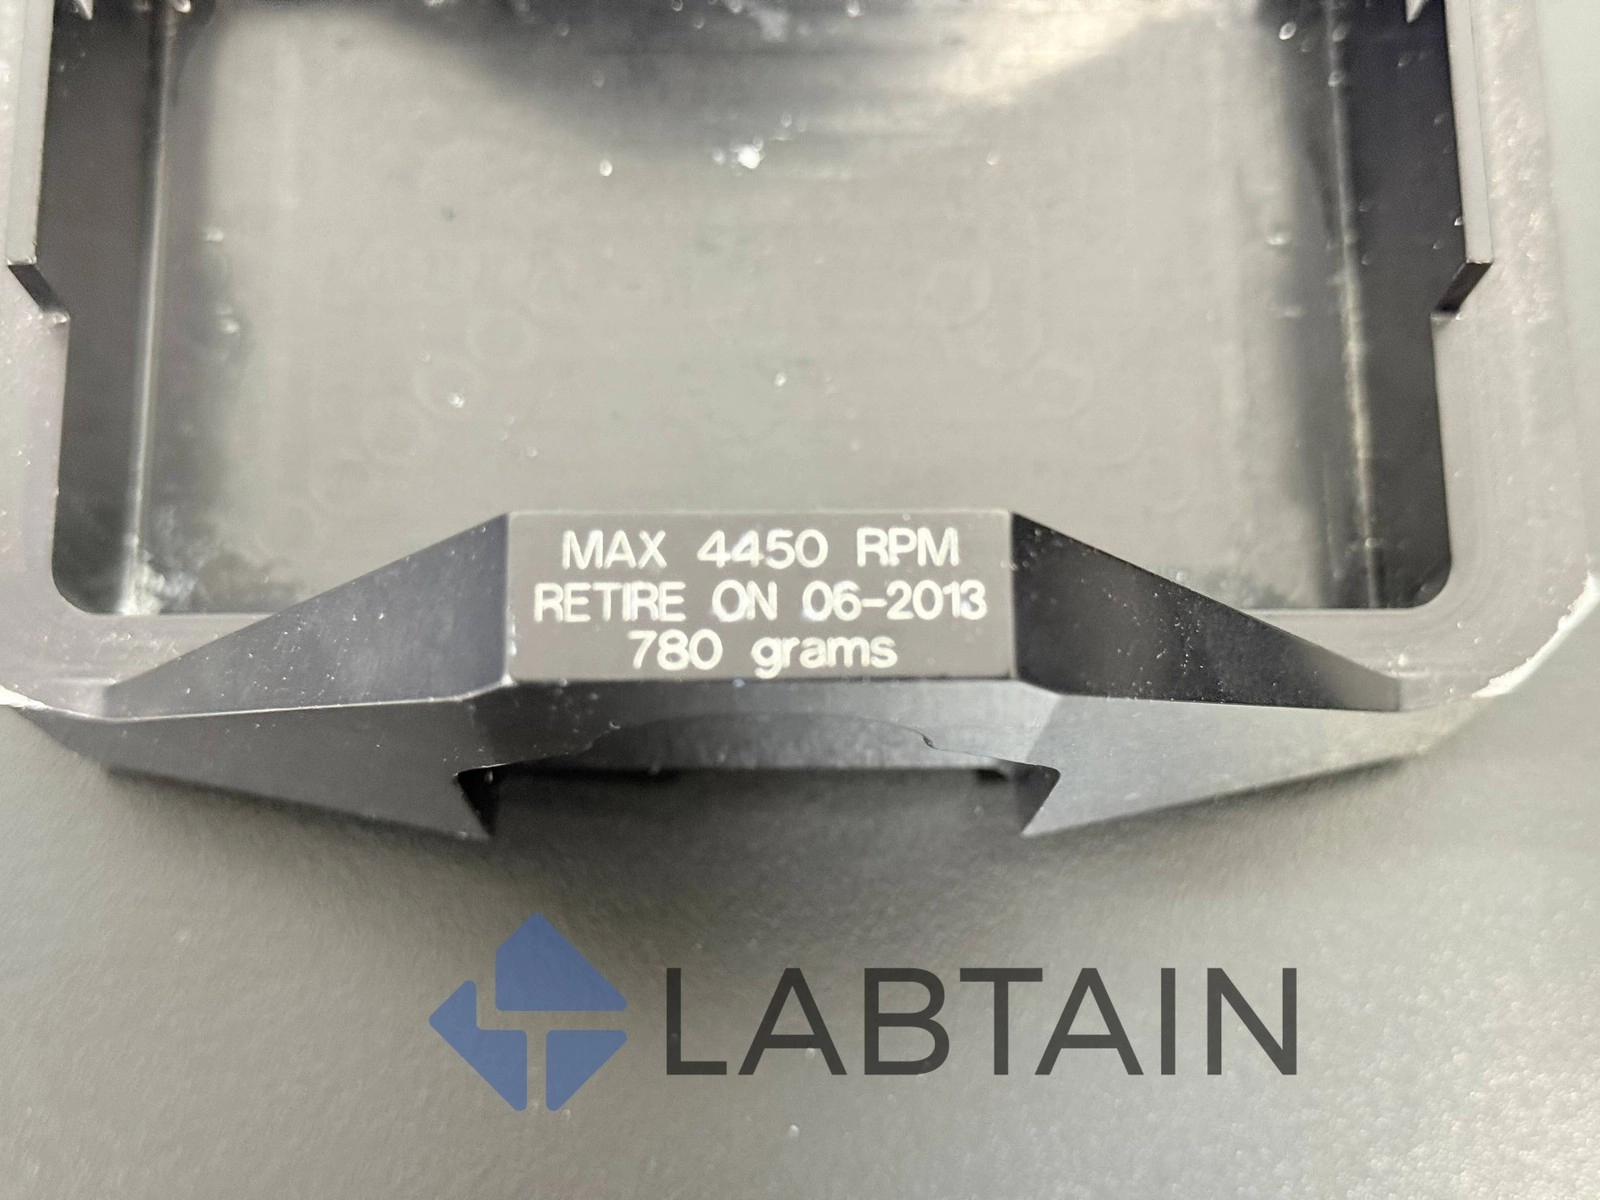 MAX 4450 RPM
RETIRE ON 06-2013
780 grams
LABTAIN